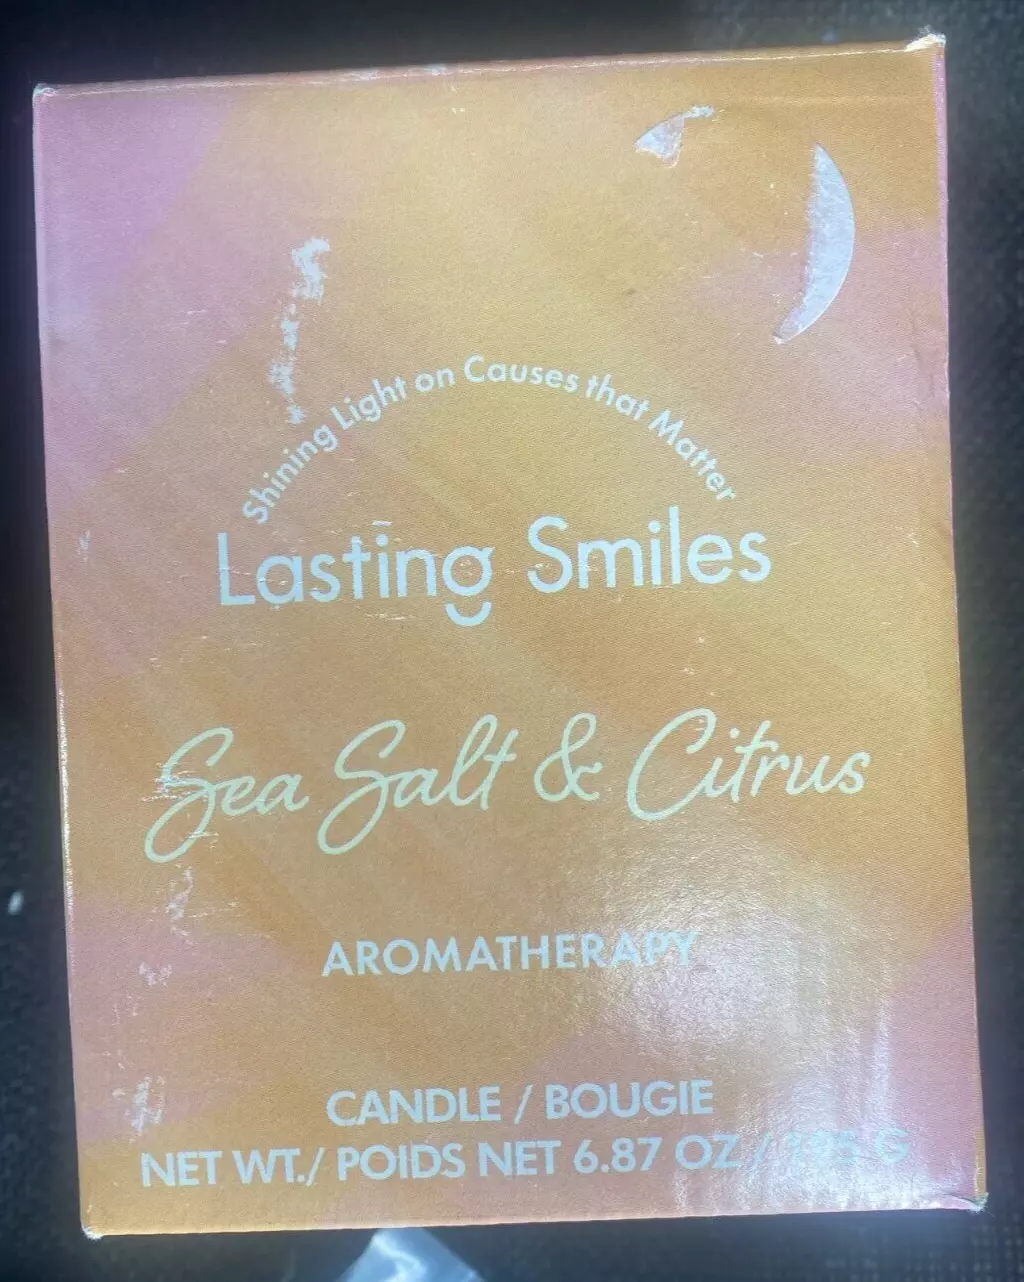 Shining Light on Causes that Matter
Lasting Smiles
Sea Salt & Citrus
AROMATHERAPY
CANDLE / BOUGIE
NET WT./ POIDS NET 6.87 OZ / 195 G